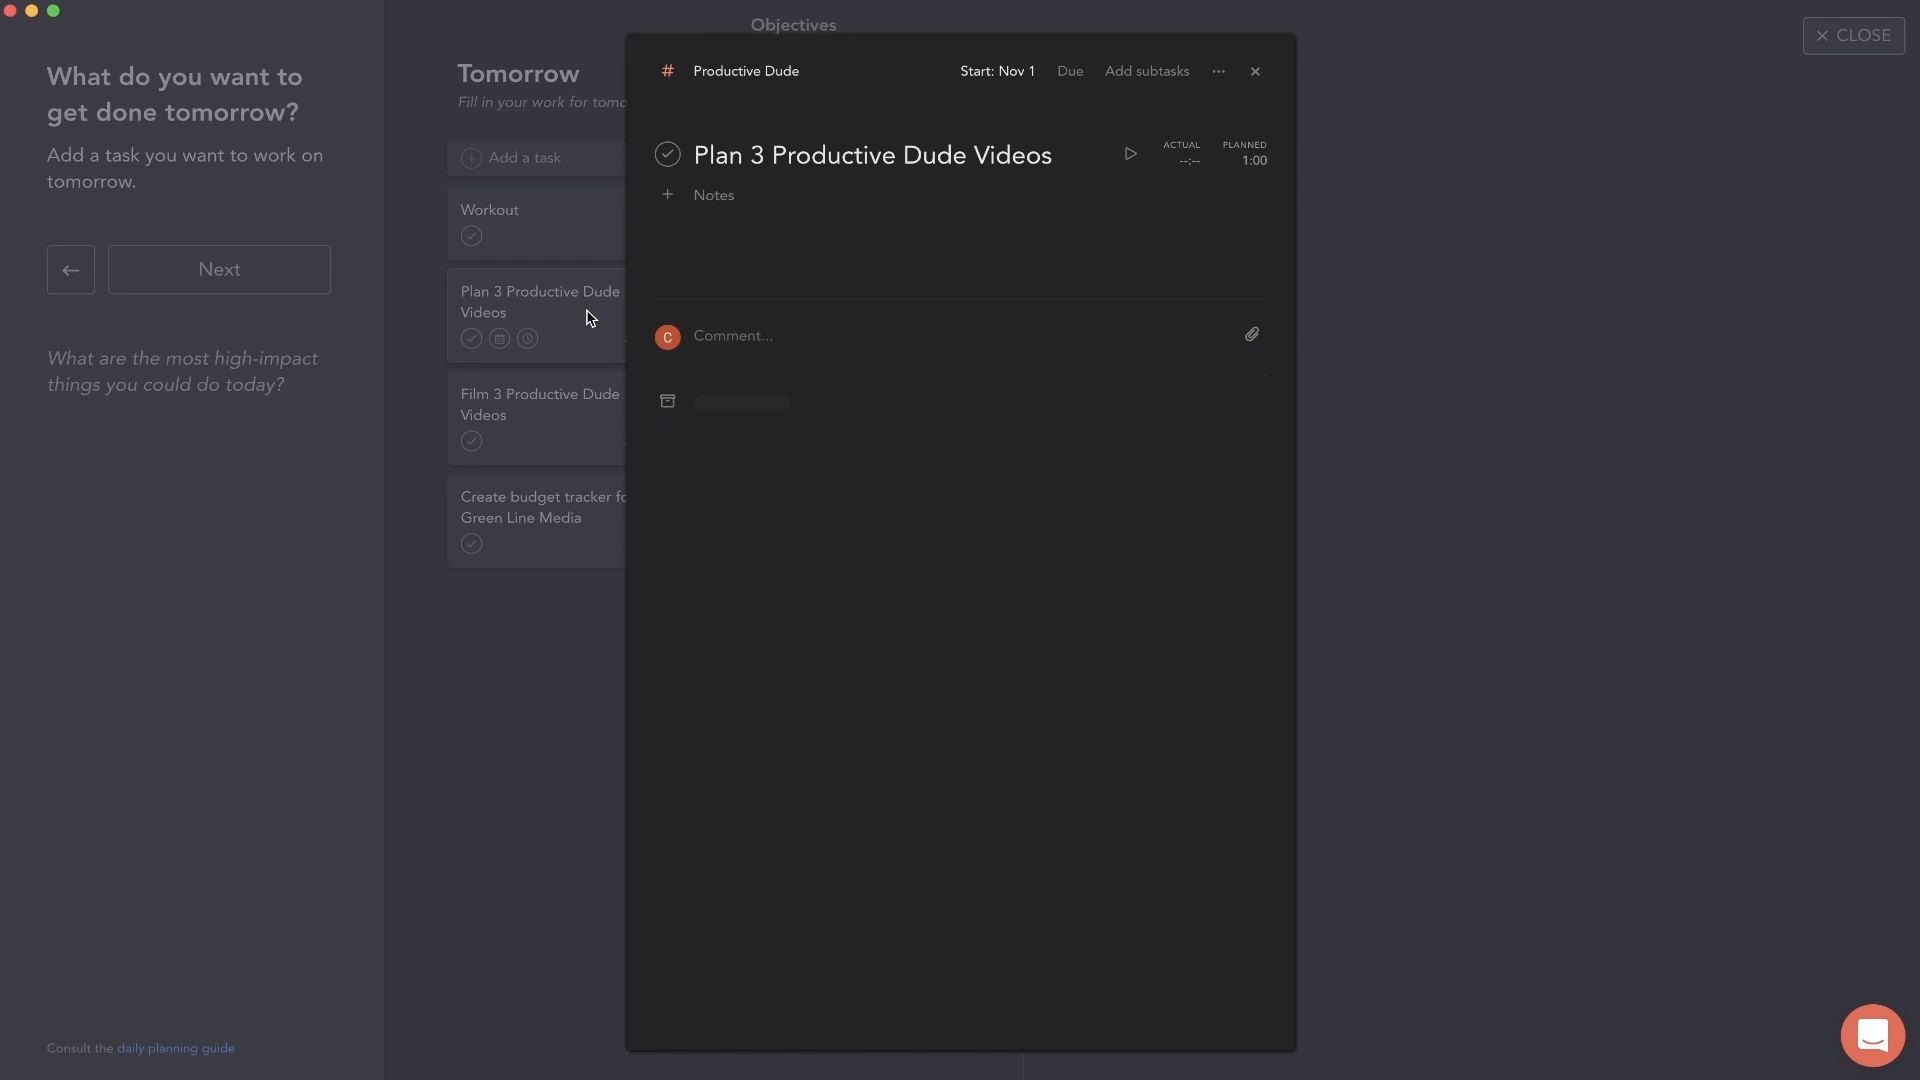 What do you want to
get done tomorrow?
Add a task you want to work on
tomorrow.
Next
What are the most high-impact
things you could do today?
Consult the daily planning guide
Objectives
Tomorrow
Fill in your work for
Add a task
Workout
Plan 3 Productive Dude
Videos
Film 3 Productive Dude
Videos
Create budget tracker
Green Line Media
# Productive Dude
Start: Nov 1
Due
Add subtasks
Plan 3 Productive Dude Videos
ACTUAL
--:--
PLANNED
1:00
+ Notes
C
Comment...
CLOSE